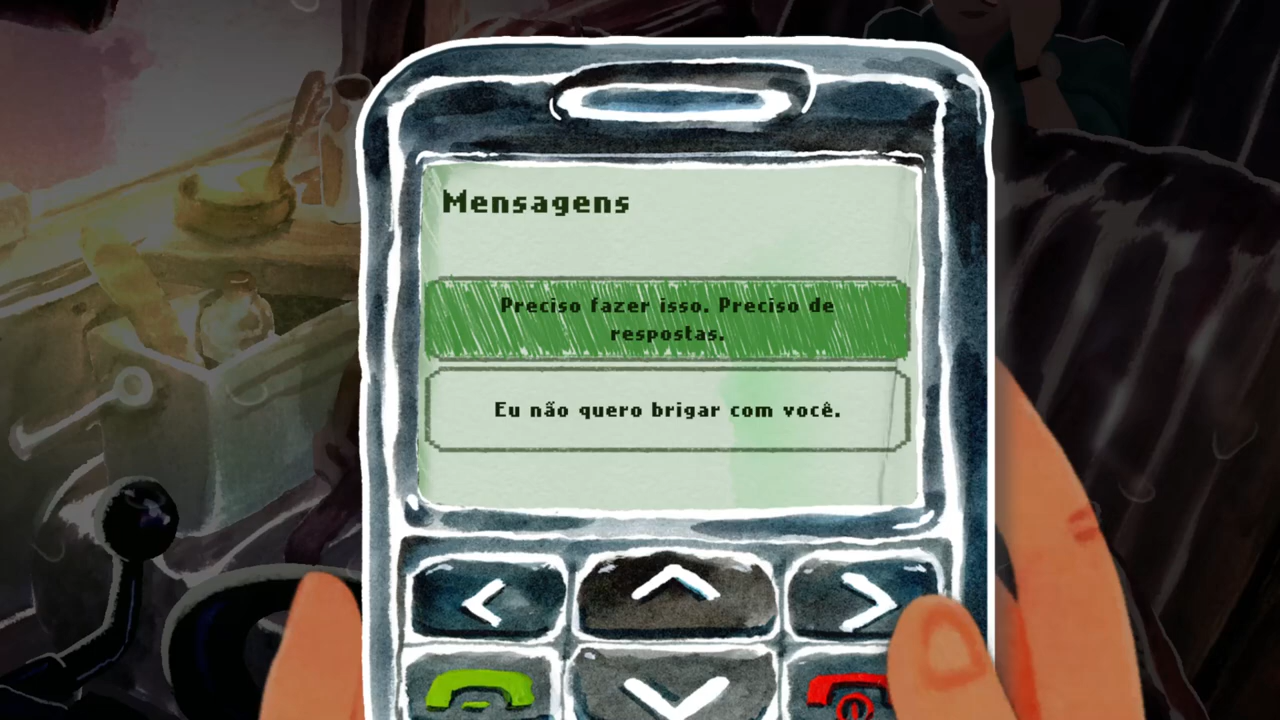 Mensagens
Preciso fazer isso. Preciso de
respostas.
Eu não quero brigar com você.